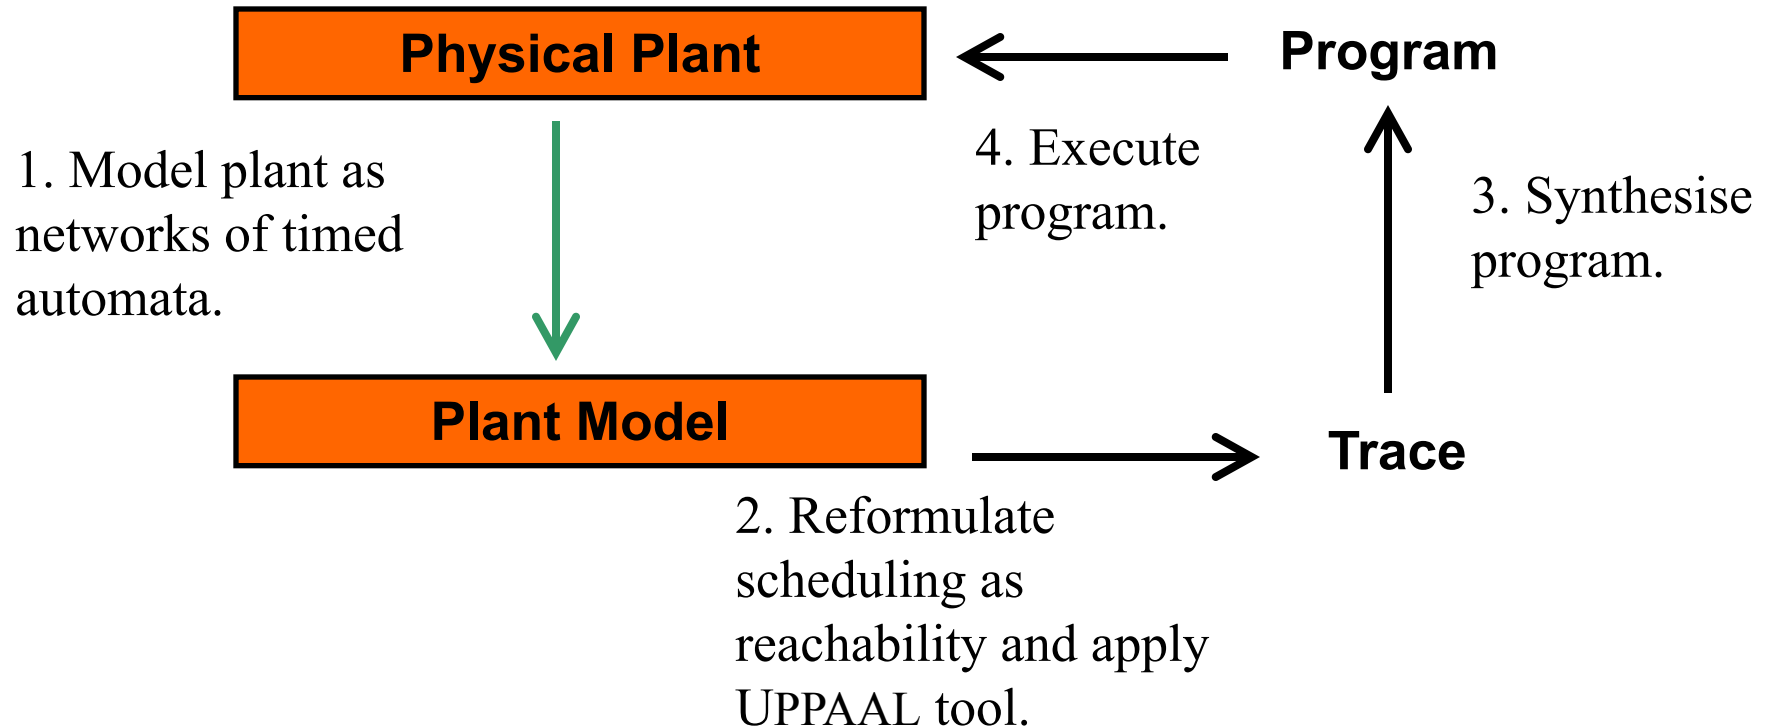 Physical Plant
Program
1. Model plant as
networks of timed
automata.
4. Execute
program.
3. Synthesise
program.
Plant Model
Trace
2. Reformulate
scheduling as
reachability and apply
UPPAAL tool.